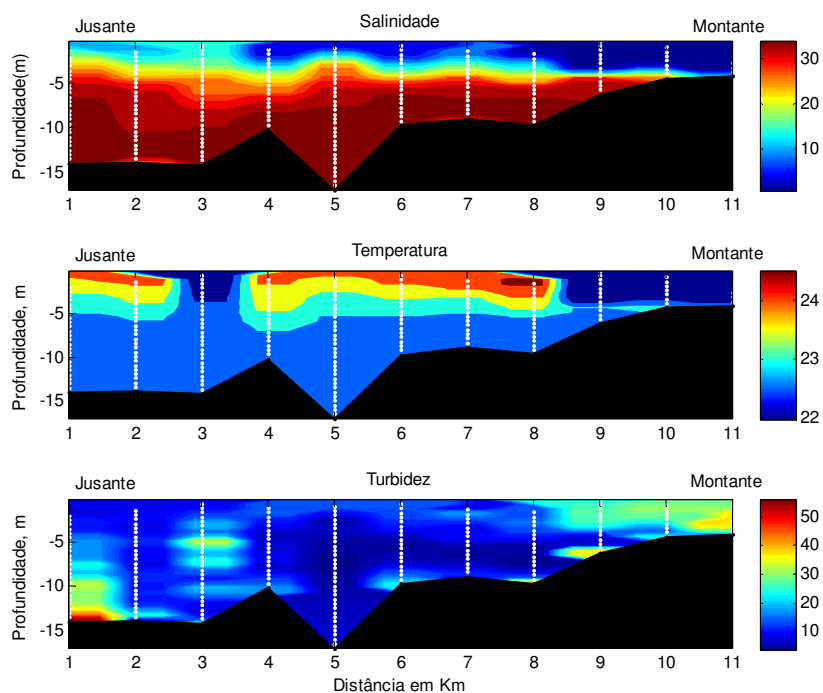 Jusante Salinidade Montante
Profundidade(m)
-5
-10
-15
1 2 3 4 5 6 7 8 9 10 11
30
20
10
Jusante Temperatura Montante
Profundidade, m
-5
-10
-15
1 2 3 4 5 6 7 8 9 10 11
24
23
22
Jusante Turbidez Montante
Profundidade, m
-5
-10
-15
1 2 3 4 5 6 7 8 9 10 11
50
40
30
20
10
Distância em Km